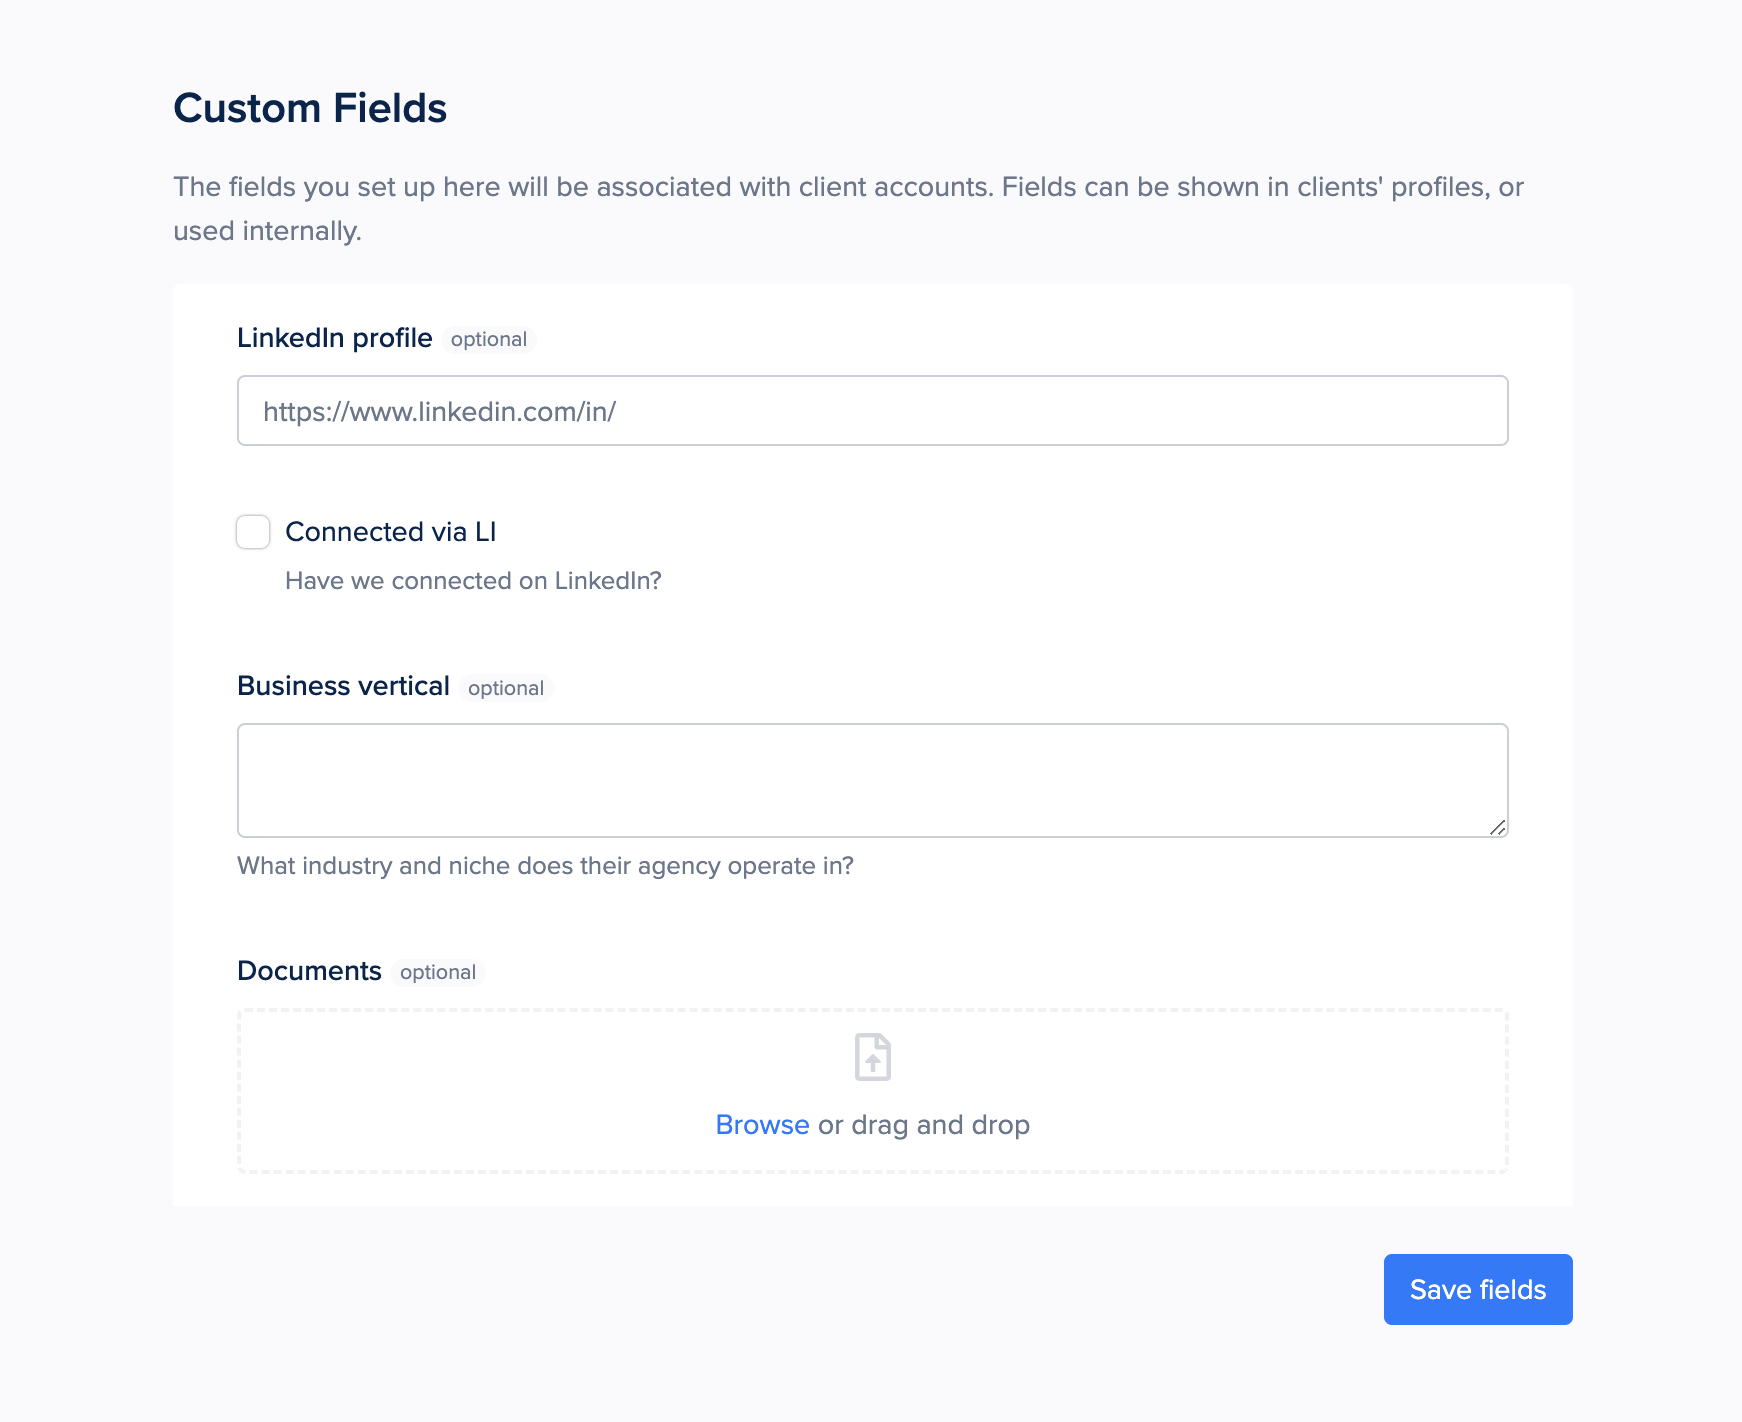 Custom Fields
The fields you set up here will be associated with client accounts. Fields can be shown in clients' profiles, or
used internally.
LinkedIn profile optional
https://www.linkedin.com/in/
Connected via LI
Have we connected on LinkedIn?
Business vertical optional
What industry and niche does their agency operate in?
Documents optional
Browse or drag and drop
Save fields